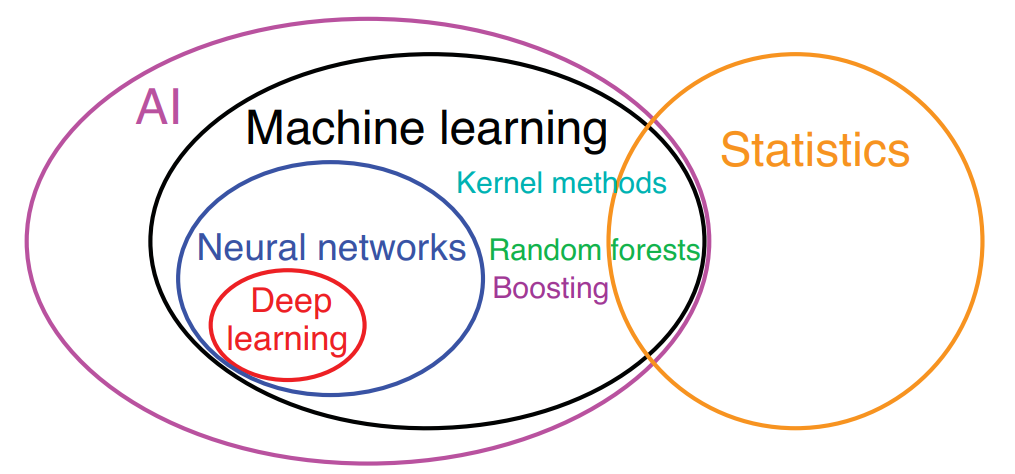 AI
Machine learning
Statistics
Kernel methods
Neural networks
Random forests
Boosting
Deep
learning